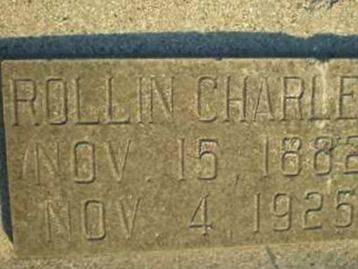 ROLLIN CHARLE
NOV. 15, 1882
NOV 4, 1925